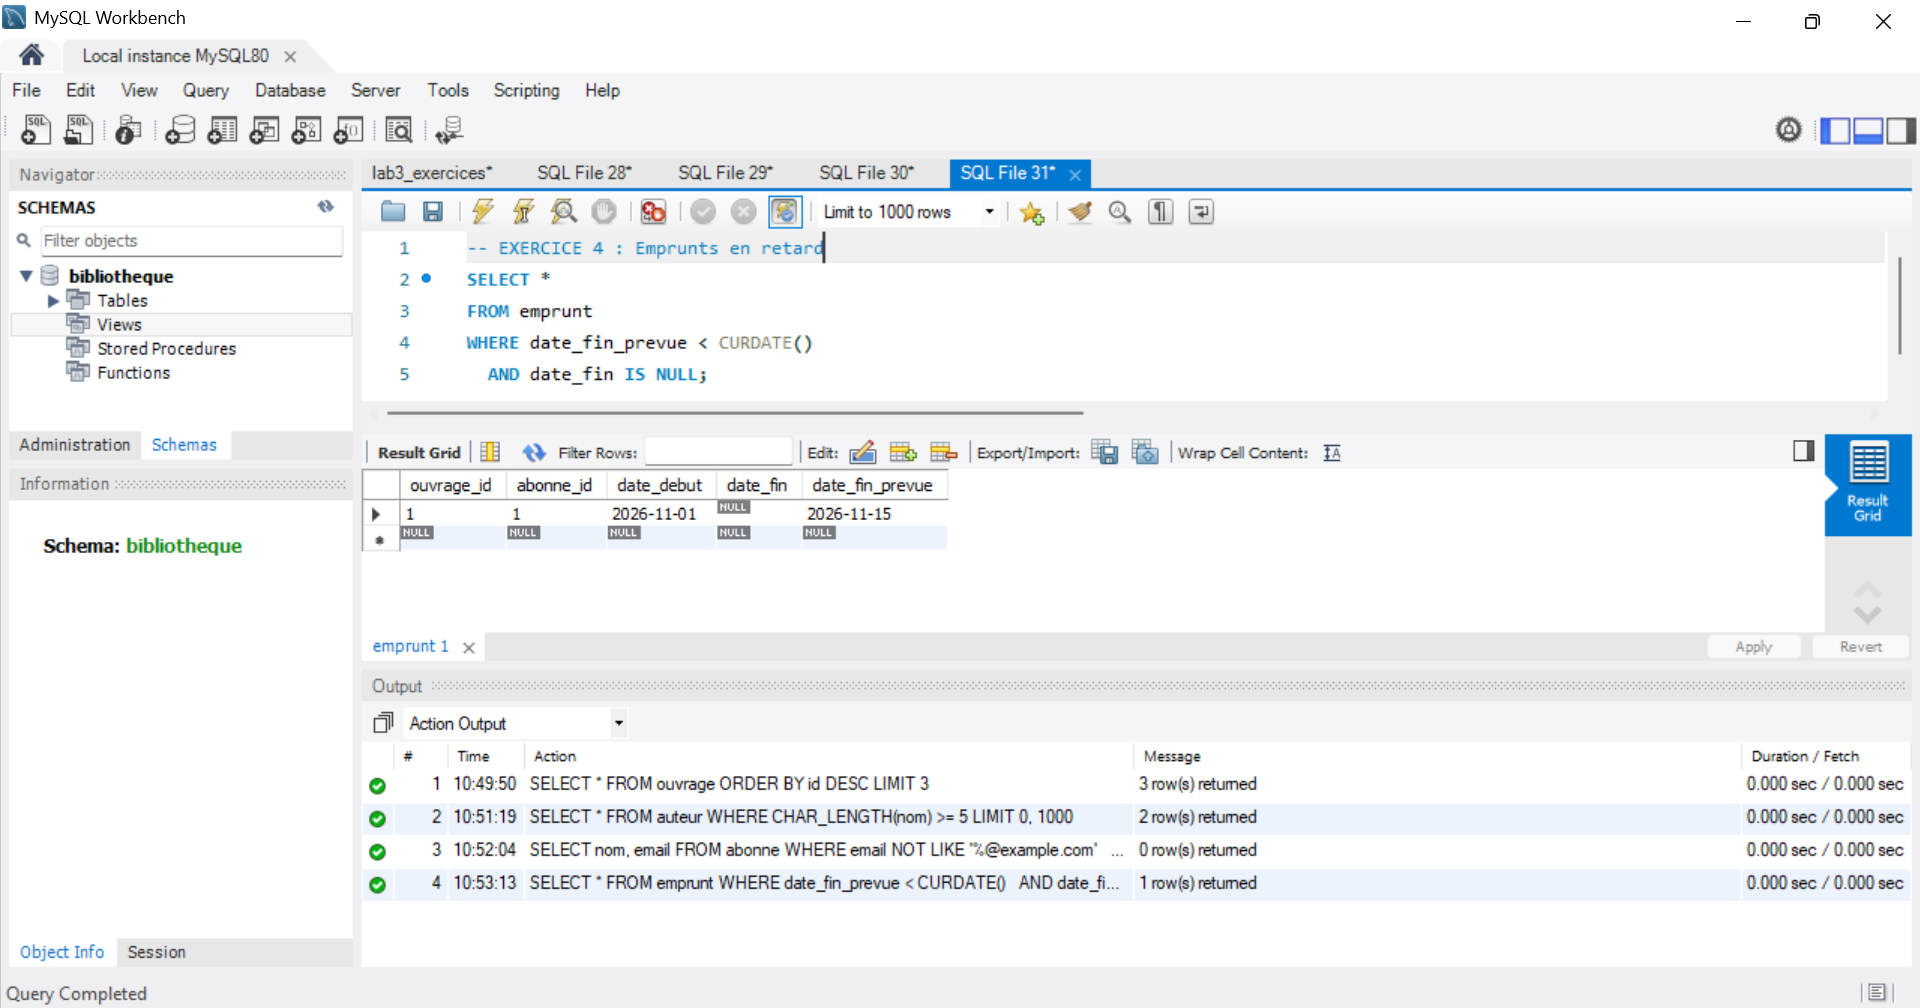 MySQL Workbench
Local instance MySQL80
File Edit View Query Database Server Tools Scripting Help
Navigator
SCHEMAS
Filter objects
bibliotheque
Tables
Views
Stored Procedures
Functions
Administration Schemas
Information
Schema: bibliotheque
Object Info Session
lab3_exercices* SQL File 28* SQL File 29* SQL File 30* SQL File 31*
Limit to 1000 rows
1 -- EXERCICE 4 : Emprunts en retard
2 SELECT *
3 FROM emprunt
4 WHERE date_fin_prevue < CURDATE()
5 AND date_fin IS NULL;
Result Grid Filter Rows: Edit: Export/Import: Wrap Cell Content:
ouvrage_id abonne_id date_debut date_fin date_fin_prevue
1 1 2026-11-01 NULL 2026-11-15
NULL NULL NULL NULL NULL
Result
Grid
emprunt 1
Apply Revert
Output
Action Output
# Time Action Message Duration / Fetch
1 10:49:50 SELECT * FROM ouvrage ORDER BY id DESC LIMIT 3 3 row(s) returned 0.000 sec / 0.000 sec
2 10:51:19 SELECT * FROM auteur WHERE CHAR_LENGTH(nom) >= 5 LIMIT 0, 1000 2 row(s) returned 0.000 sec / 0.000 sec
3 10:52:04 SELECT nom, email FROM abonne WHERE email NOT LIKE '%@example.com' ... 0 row(s) returned 0.000 sec / 0.000 sec
4 10:53:13 SELECT * FROM emprunt WHERE date_fin_prevue < CURDATE() AND date_fi... 1 row(s) returned 0.000 sec / 0.000 sec
Query Completed